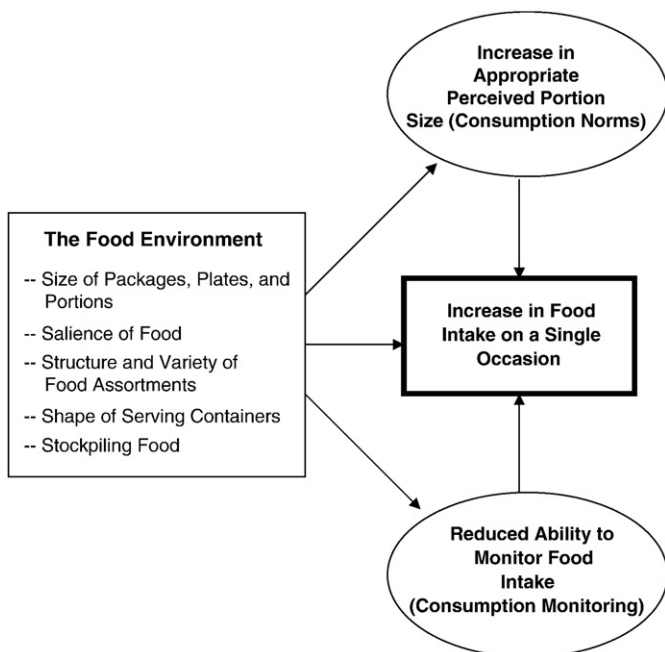 Increase in
Appropriate
Perceived Portion
Size (Consumption Norms)
The Food Environment
-- Size of Packages, Plates, and
Portions
-- Salience of Food
-- Structure and Variety of
Food Assortments
-- Shape of Serving Containers
-- Stockpiling Food
Increase in Food
Intake on a Single
Occasion
Reduced Ability to
Monitor Food
Intake
(Consumption Monitoring)